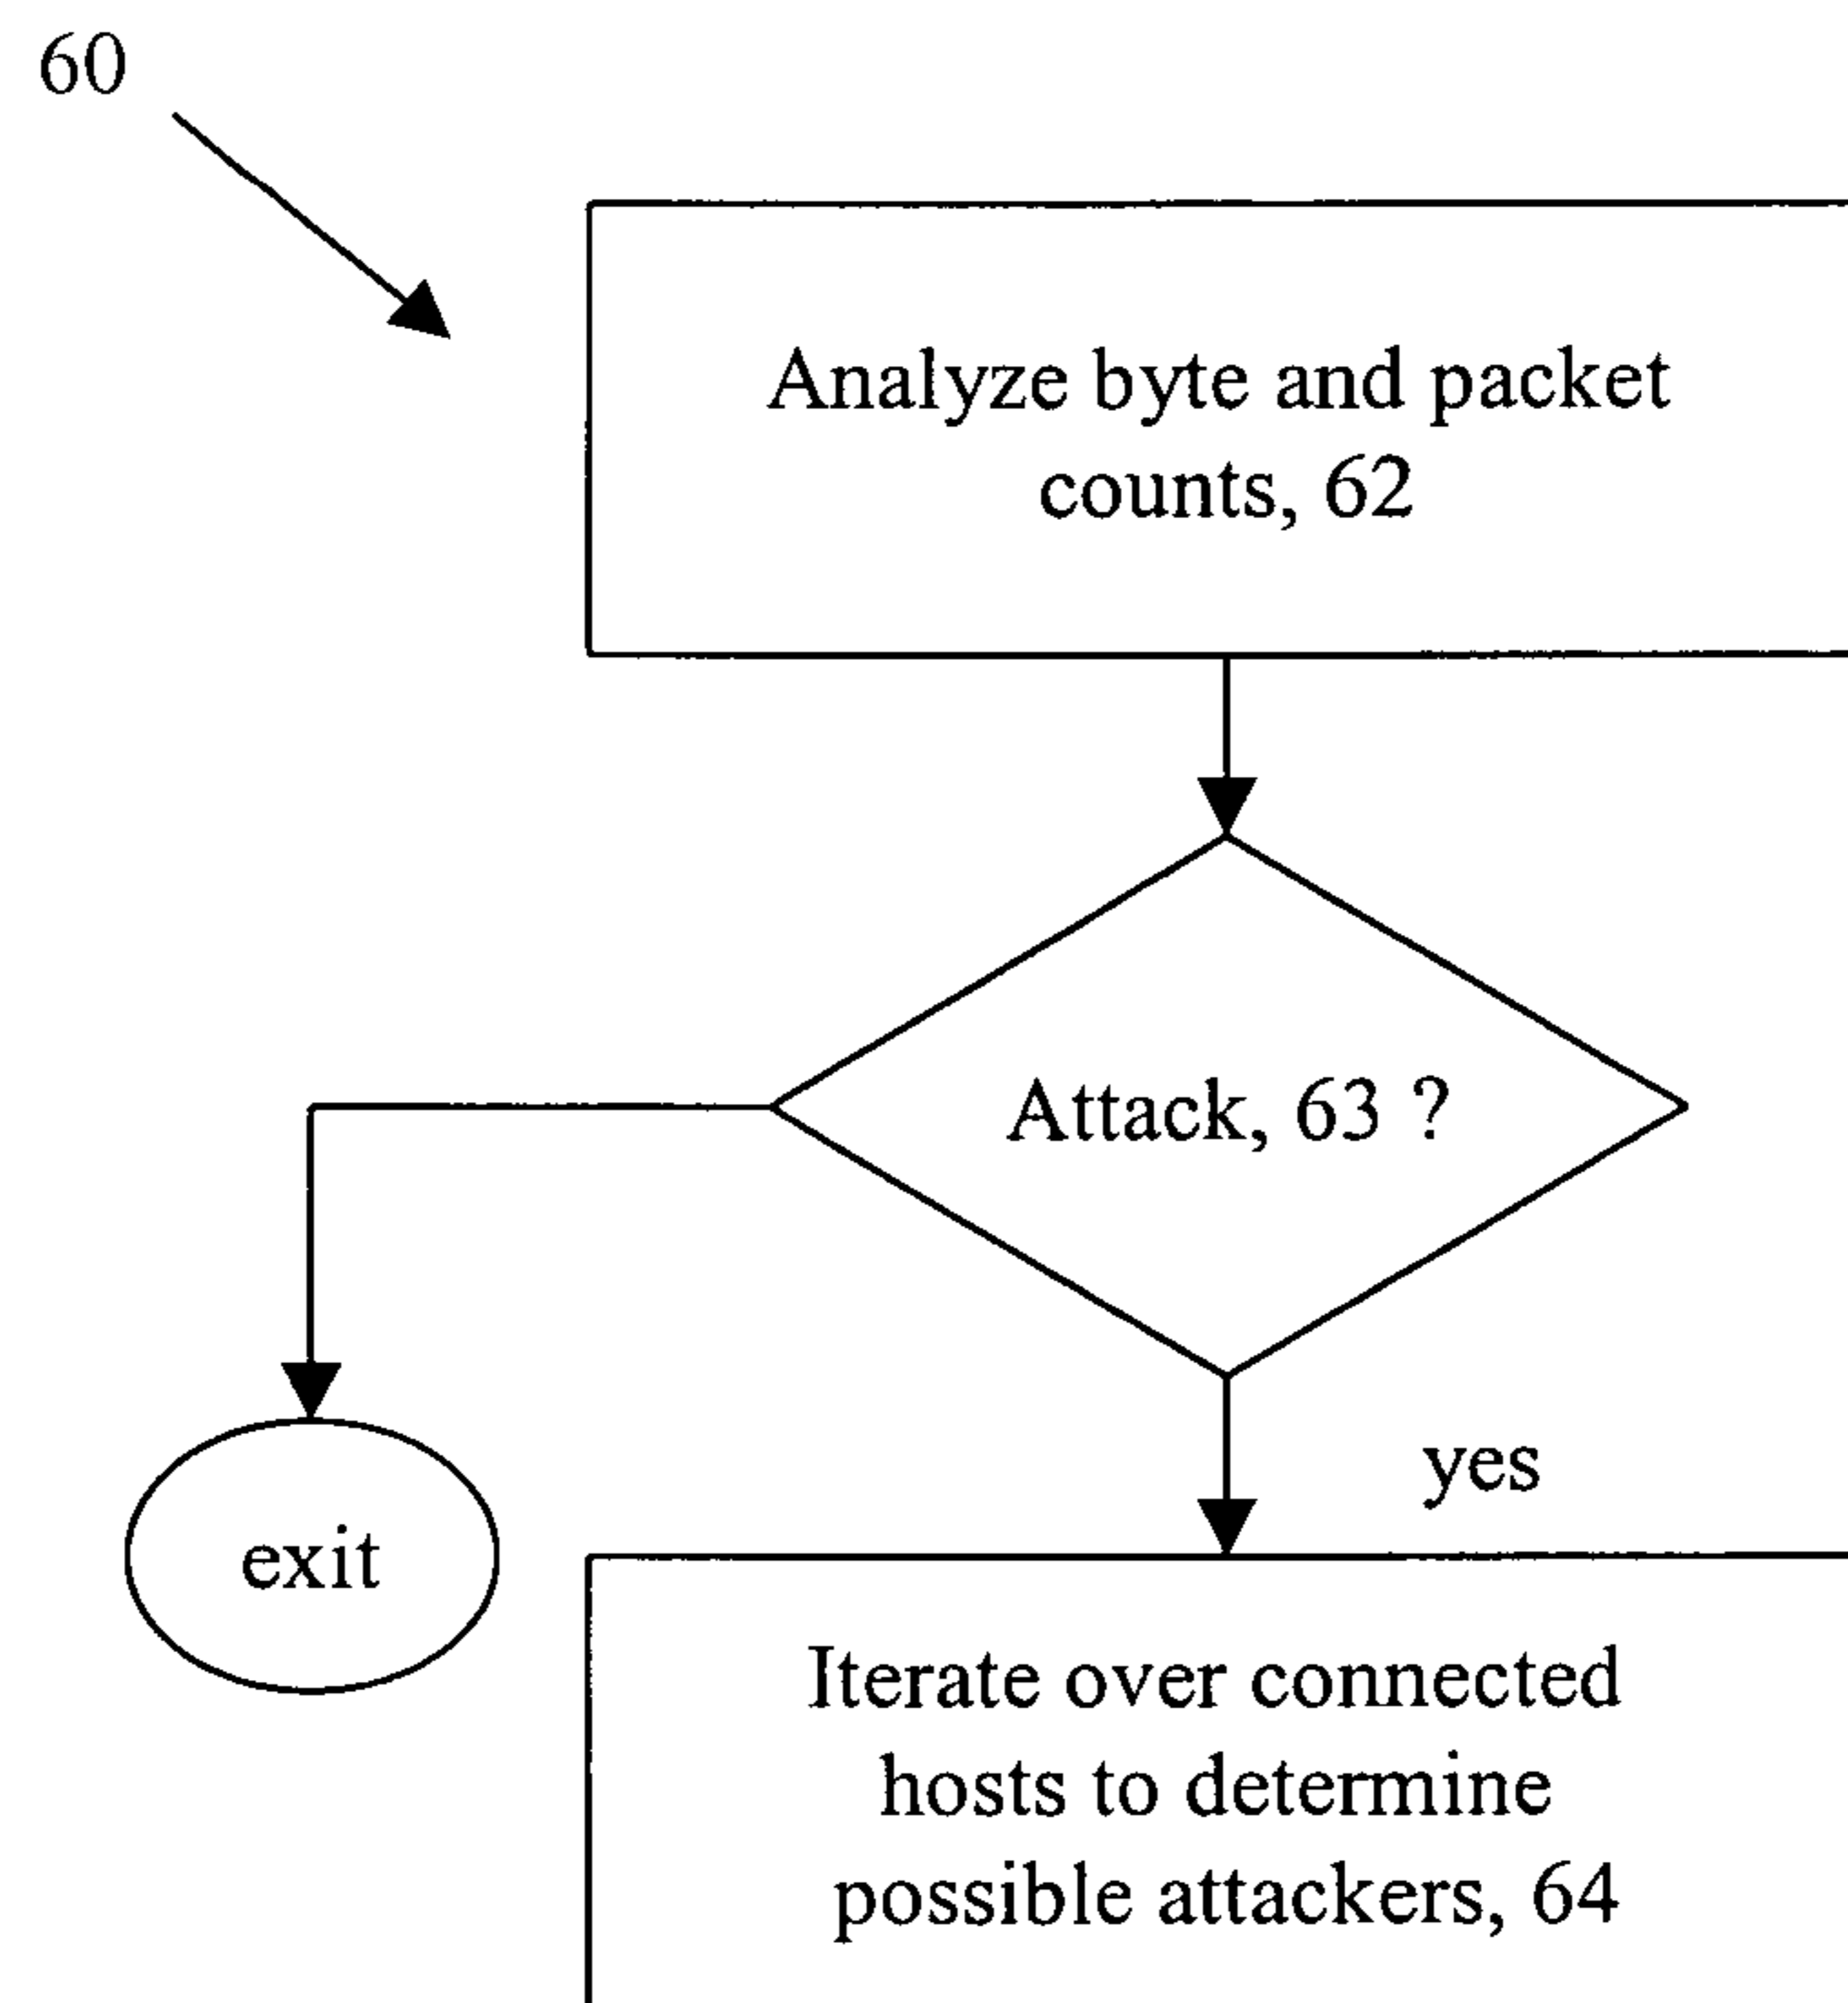 60
Analyze byte and packet
counts, 62
Attack, 63 ?
yes
exit
Iterate over connected
hosts to determine
possible attackers, 64